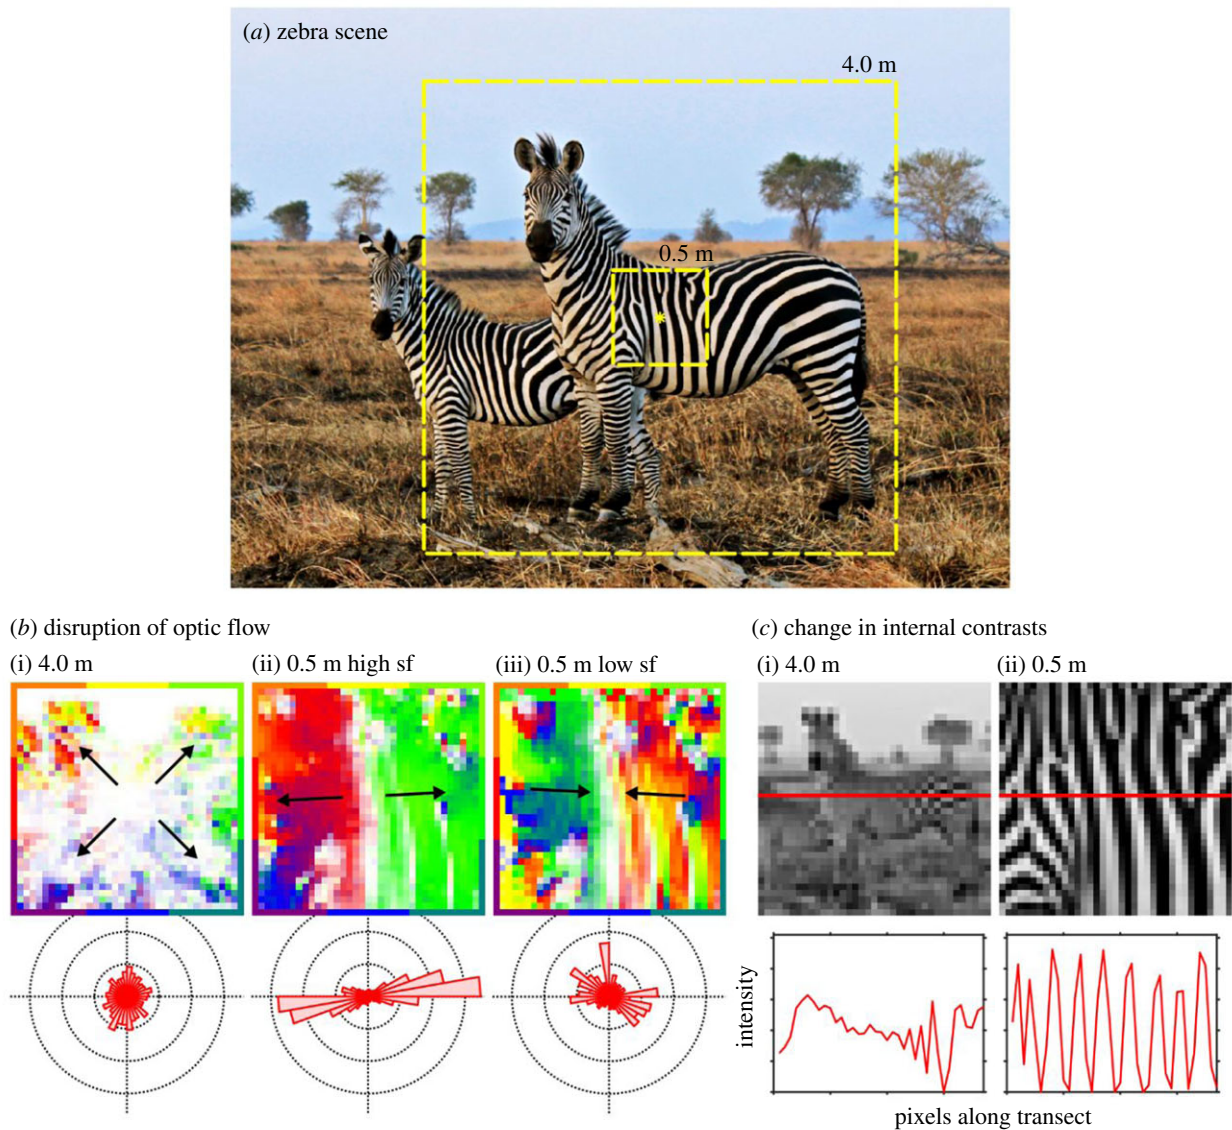 (a) zebra scene
4.0 m
0.5 m
(b) disruption of optic flow
(i) 4.0 m
(ii) 0.5 m high sf
(iii) 0.5 m low sf
(c) change in internal contrasts
(i) 4.0 m
(ii) 0.5 m
intensity
pixels along transect